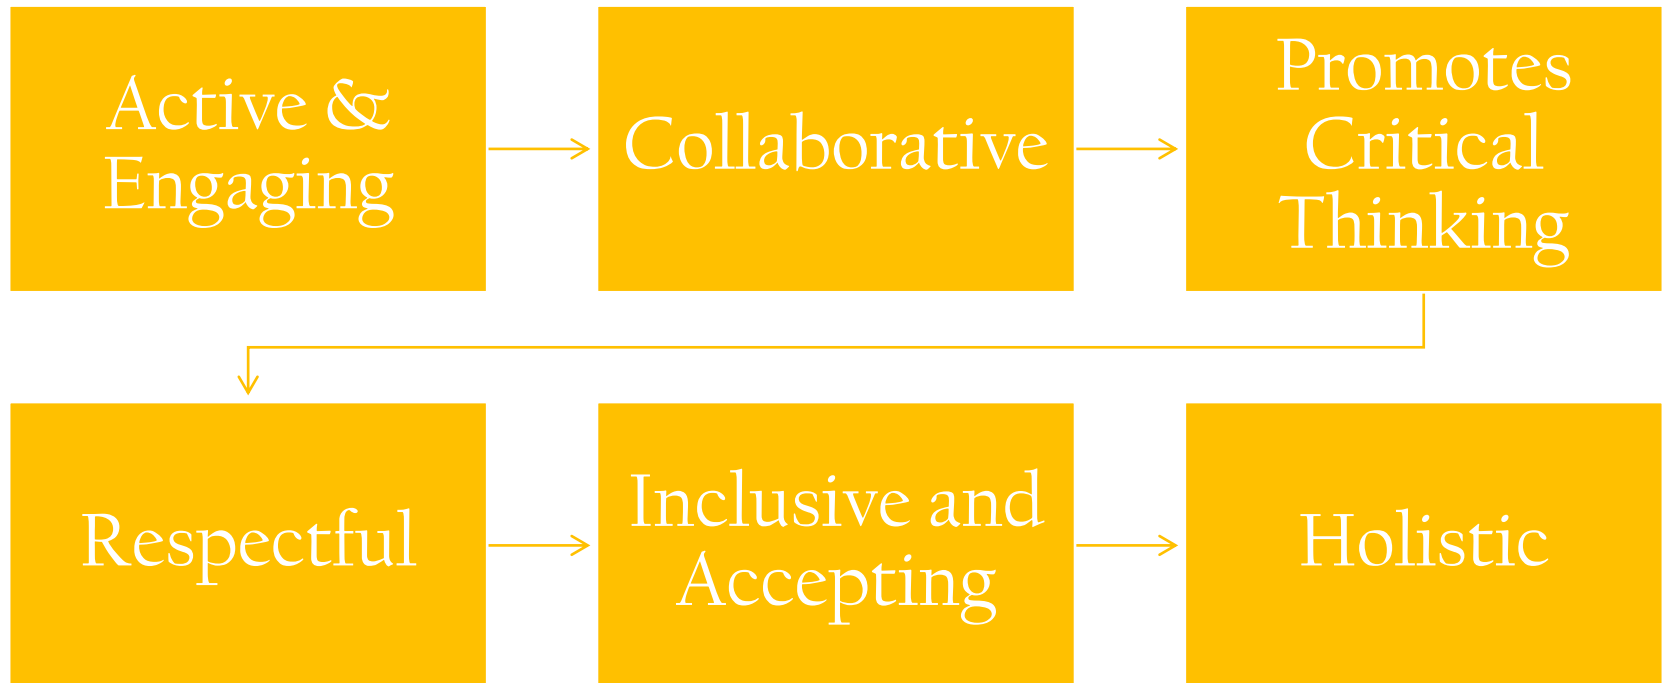 Active &
Engaging
Collaborative
Promotes
Critical
Thinking
Respectful
Inclusive and
Accepting
Holistic